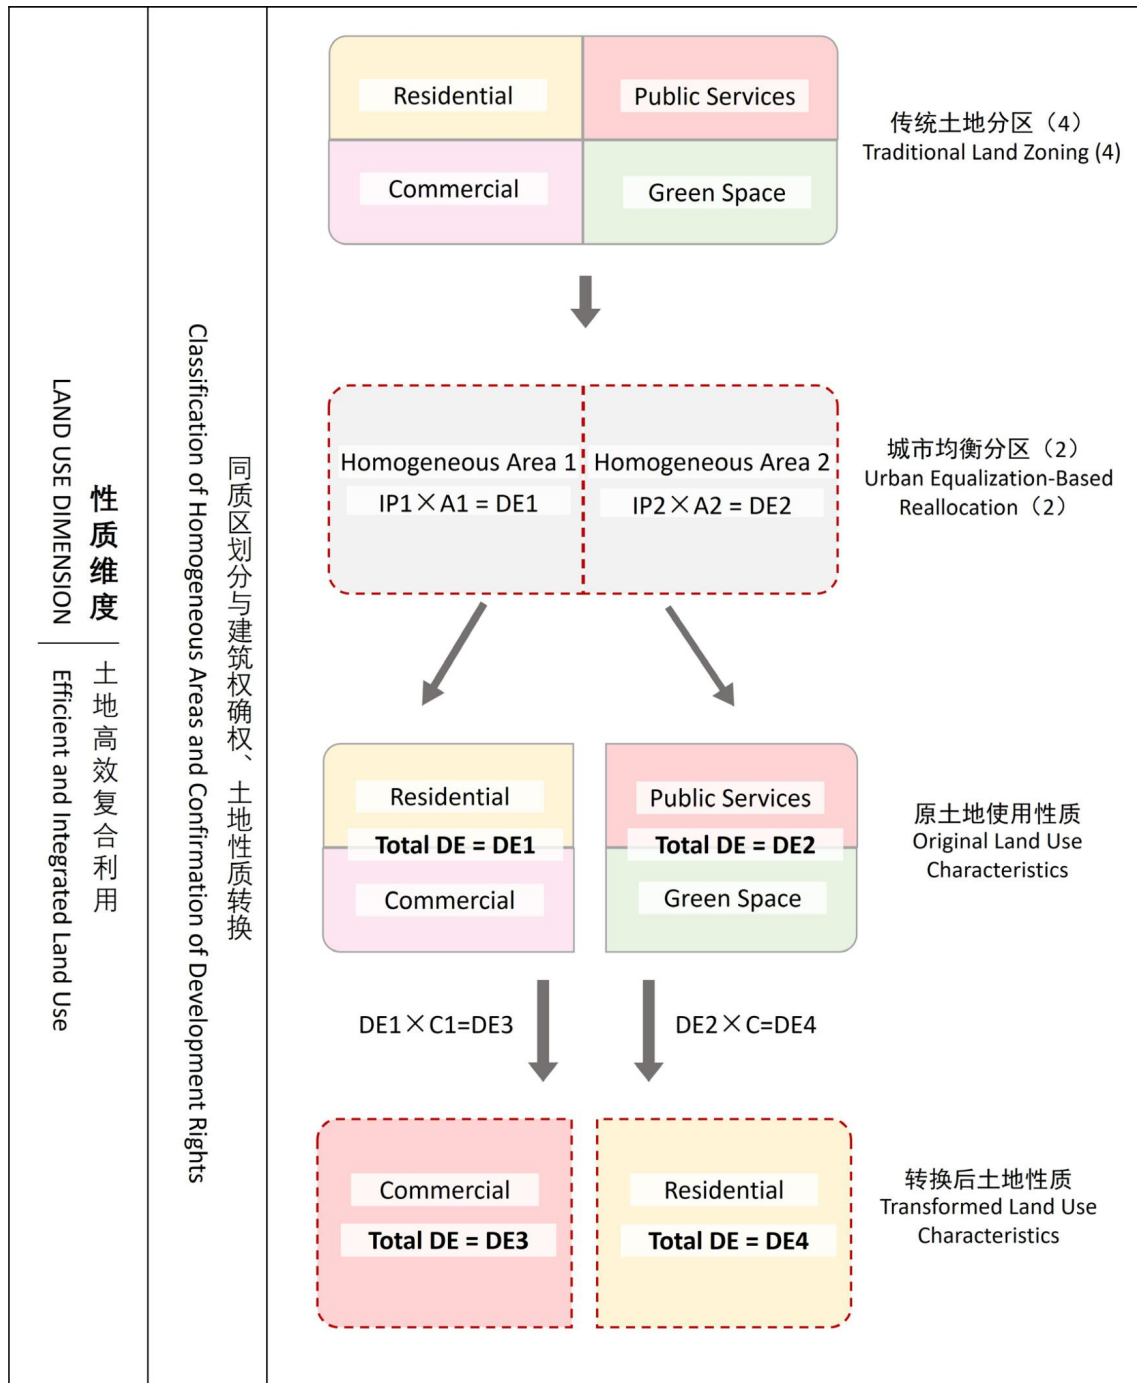 性质维度
土地高效复合利用
LAND USE DIMENSION
Efficient and Integrated Land Use
同质区划分与建筑权确权、土地性质转换
Classification of Homogeneous Areas and Confirmation of Development Rights
Residential
Public Services
Commercial
Green Space
传统土地分区（4）
Traditional Land Zoning (4)
Homogeneous Area 1
IP1×A1 = DE1
Homogeneous Area 2
IP2×A2 = DE2
城市均衡分区（2）
Urban Equalization-Based
Reallocation（2）
Residential
Total DE = DE1
Commercial
Public Services
Total DE = DE2
Green Space
原土地使用性质
Original Land Use
Characteristics
DE1×C1=DE3
DE2×C=DE4
Commercial
Total DE = DE3
Residential
Total DE = DE4
转换后土地性质
Transformed Land Use
Characteristics